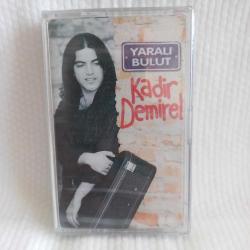 YARALI
BULUT
Kadir
Demirel